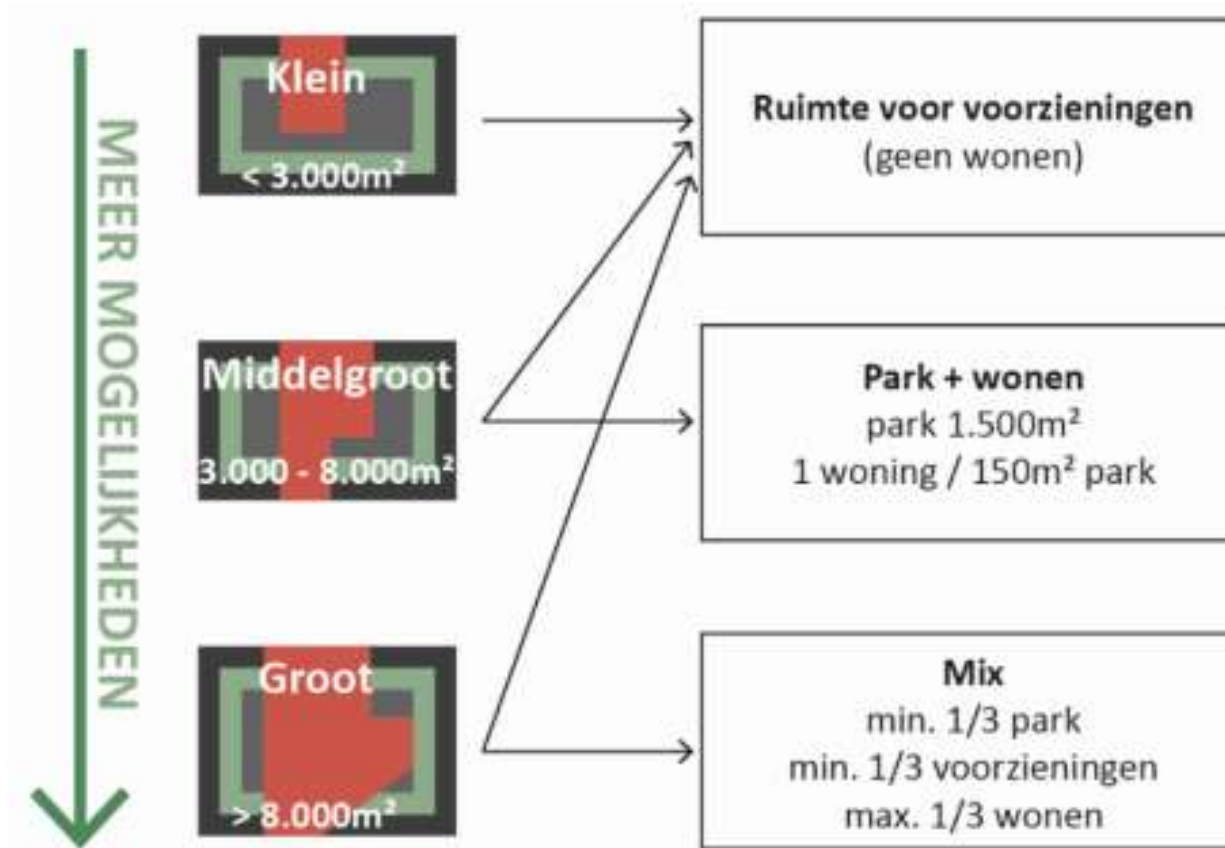 MEER MOGELIJKHEDEN
Klein
< 3.000m²
Ruimte voor voorzieningen
(geen wonen)
Middelgroot
3.000 - 8.000m²
Park + wonen
park 1.500m²
1 woning / 150m² park
Groot
> 8.000m²
Mix
min. 1/3 park
min. 1/3 voorzieningen
max. 1/3 wonen